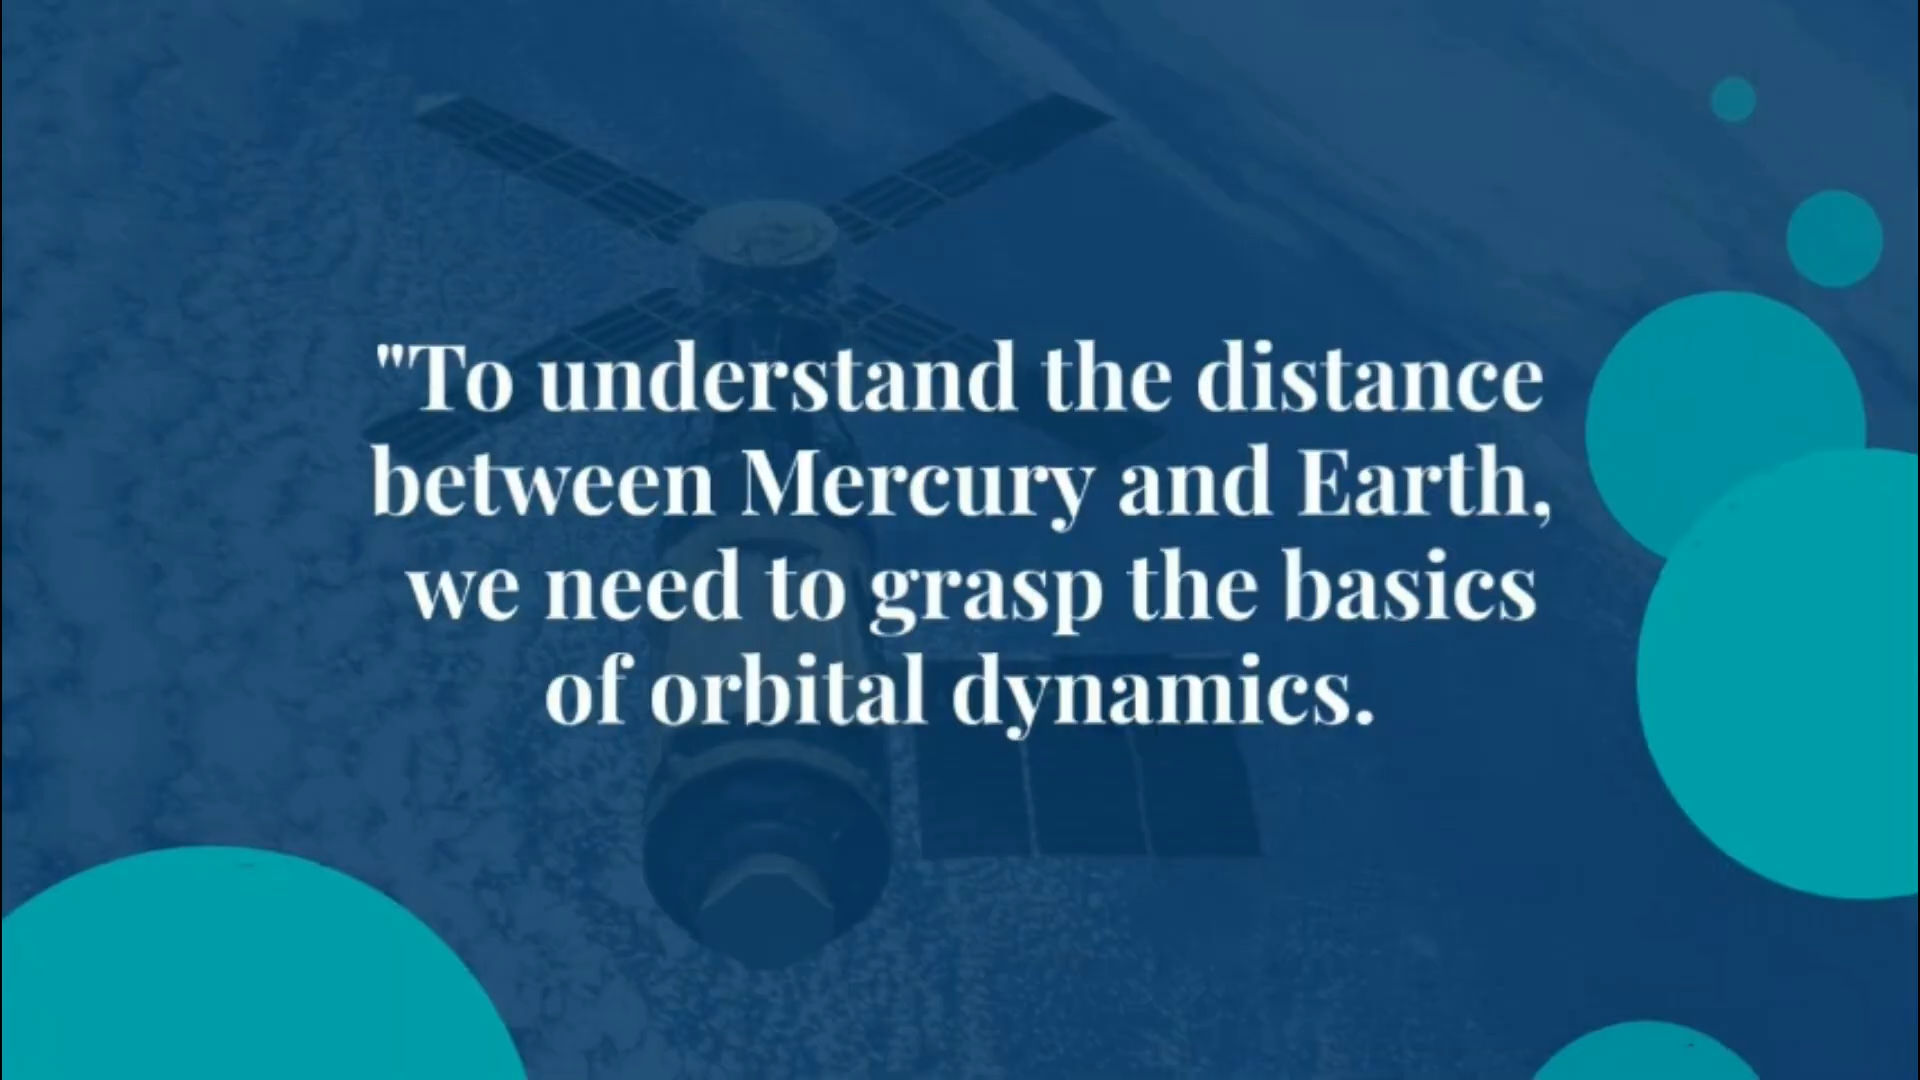 "To understand the distance
between Mercury and Earth,
we need to grasp the basics
of orbital dynamics.